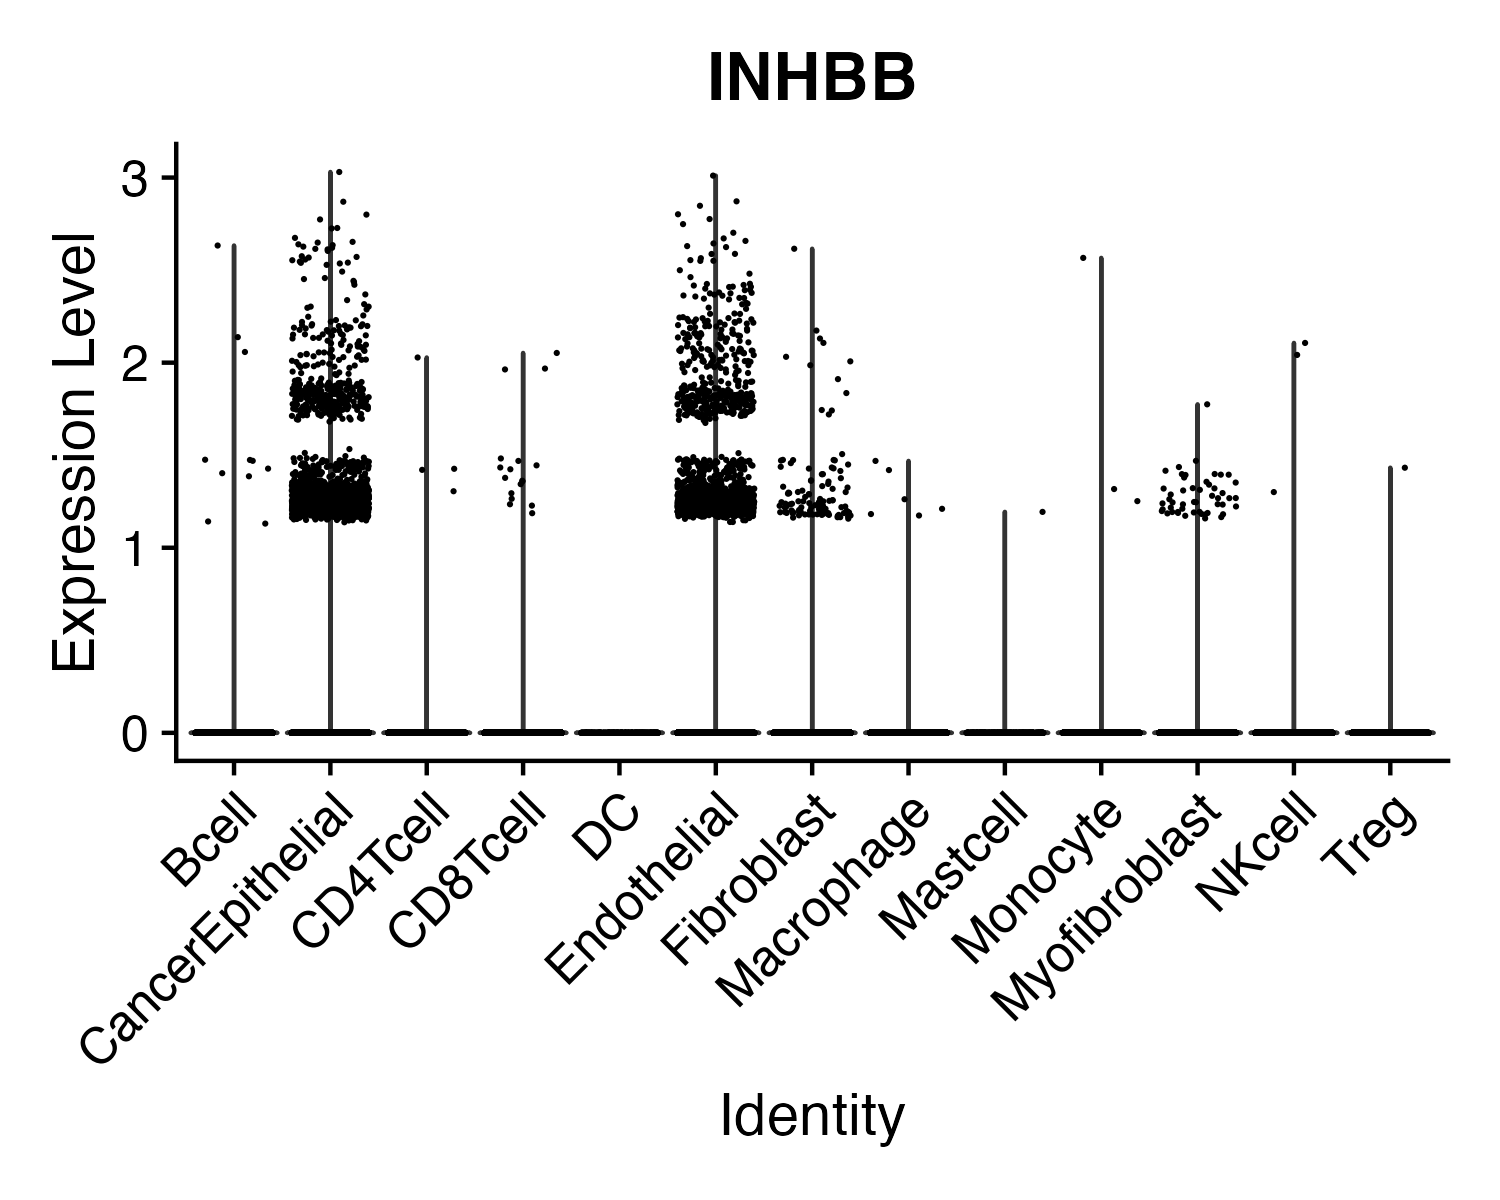 INHBB
Expression Level
3
2
1
0
Bcell
CancerEpithelial
CD4Tcell
CD8Tcell
DC
Endothelial
Fibroblast
Macrophage
Mastcell
Monocyte
Myofibroblast
NKcell
Treg
Identity